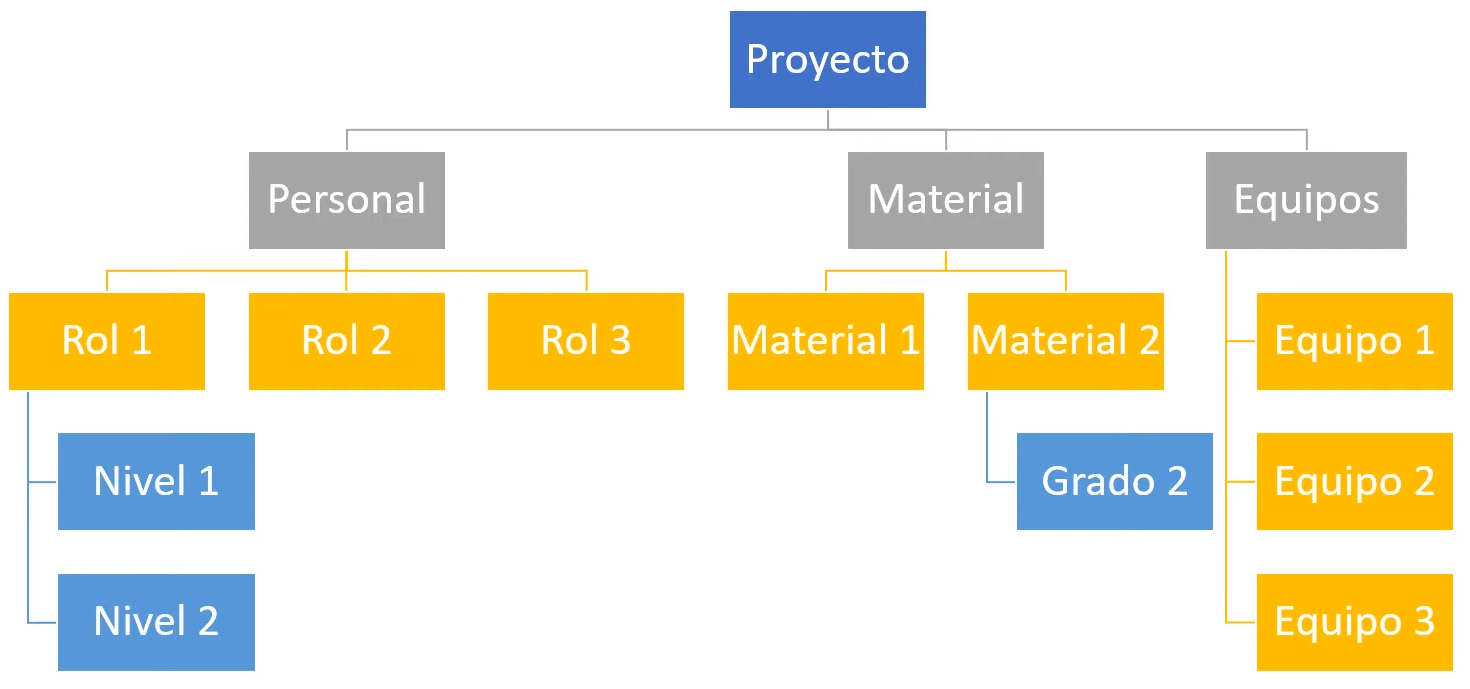 Proyecto
Personal
Material
Equipos
Rol 1
Rol 2
Rol 3
Material 1
Material 2
Equipo 1
Nivel 1
Grado 2
Equipo 2
Nivel 2
Equipo 3